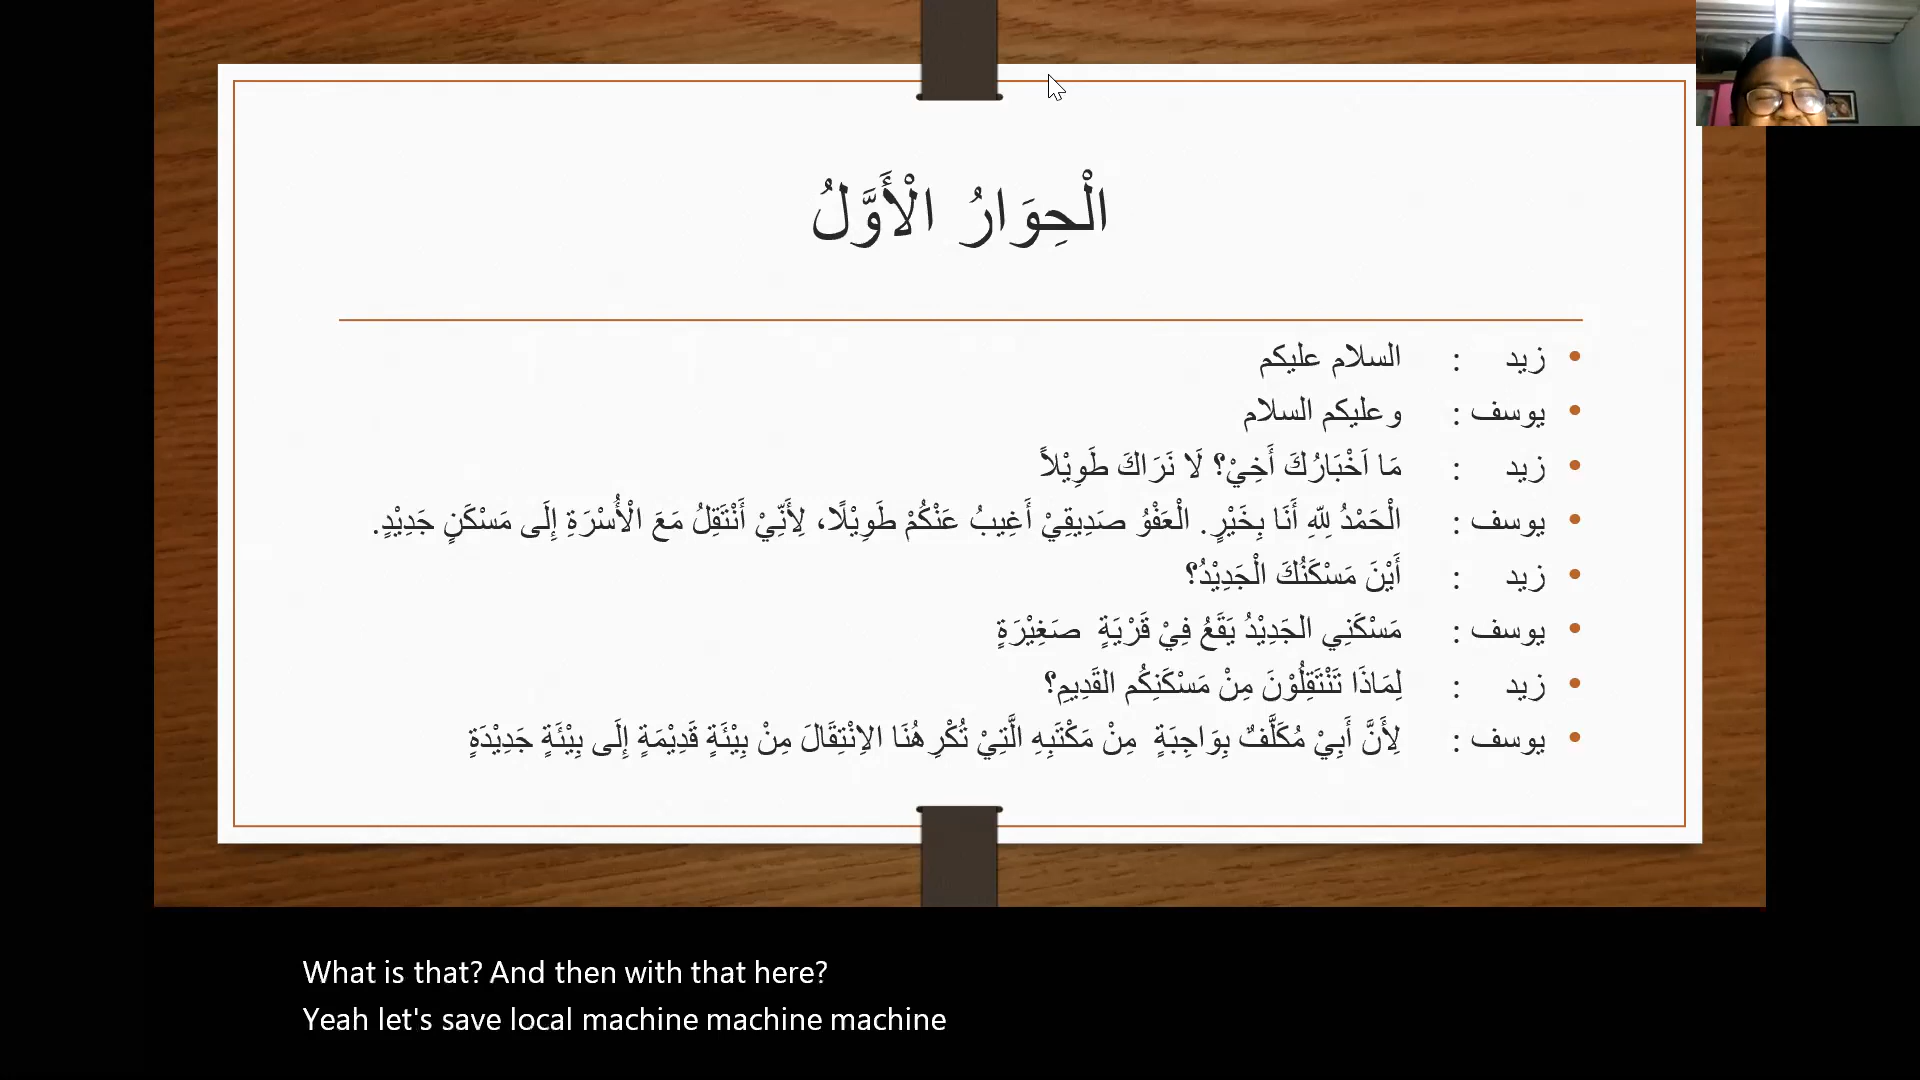 الْحِوَارُ الْأَوَّلُ
• زيد : السلام عليكم
• يوسف : وعليكم السلام
• زيد : مَا اَخْبَارُكَ أَخِيْ؟ لَا نَرَاكَ طَوِيْلاً
• يوسف : الْحَمْدُ لِلّهِ أَنَا بِخَيْرٍ. الْعَفْوُ صَدِيقِيْ أَغِيبُ عَنْكُمْ طَوِيْلًا، لِأَنِّيْ أَنْتَقِلُ مَعَ الْأُسْرَةِ إِلَى مَسْكَنٍ جَدِيْدٍ.
• زيد : أَيْنَ مَسْكَنُكَ الْجَدِيْدُ؟
• يوسف : مَسْكَنِي الجَدِيْدُ يَقَعُ فِيْ قَرْيَةٍ صَغِيْرَةٍ
• زيد : لِمَاذَا تَنْتَقِلُوْنَ مِنْ مَسْكَنِكُم القَدِيمِ؟
• يوسف : لِأَنَّ أَبِيْ مُكَلَّفٌ بِوَاجِبَةٍ مِنْ مَكْتَبِهِ الَّتِيْ تُكْرِهُنَا الاِنْتِقَالَ مِنْ بِيْئَةٍ قَدِيْمَةٍ إِلَى بِيْئَةٍ جَدِيْدَةٍ
What is that? And then with that here?
Yeah let's save local machine machine machine